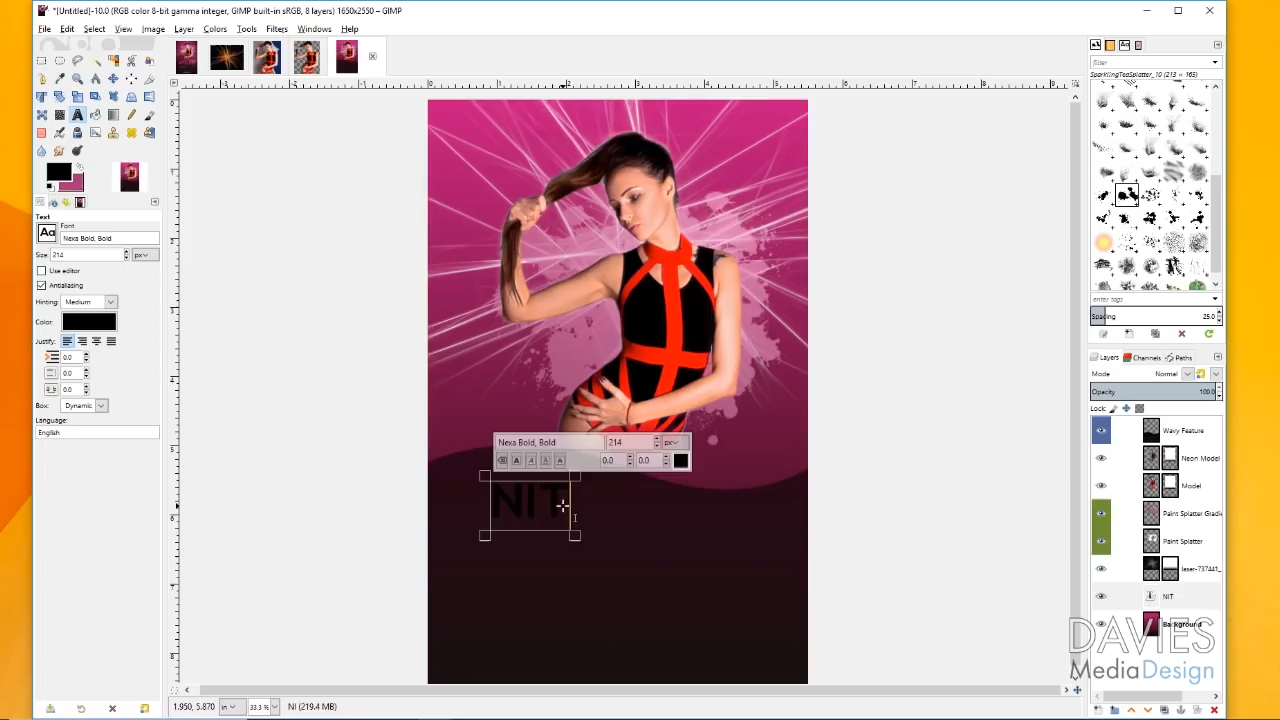 *[Untitled]-10.0 (RGB color 8-bit gamma integer, GIMP built-in sRGB, 8 layers) 1650x2550 – GIMP
File Edit Select View Image Layer Colors Tools Filters Windows Help
filter
SparklingTeaSplatter_10 (213 × 165)
Text
Font
Aa
Nexa Bold, Bold
Size: 214 px
Use editor
Antialiasing
Hinting: Medium
Color:
Justify:
0.0
0.0
0.0
Box: Dynamic
Language:
English
Nexa Bold, Bold 214 px
0.0 0.0
NIT
enter tags
Spacing 25.0
Layers Channels Paths
Mode Normal
Opacity 100.0
Lock:
Wavy Feature
Neon Model
Model
Paint Splatter Gradi
Paint Splatter
laser-737441_
NIT
Background
DAVIES
MediaDesign
1.950, 5.870 in 33.3 % NI (219.4 MB)